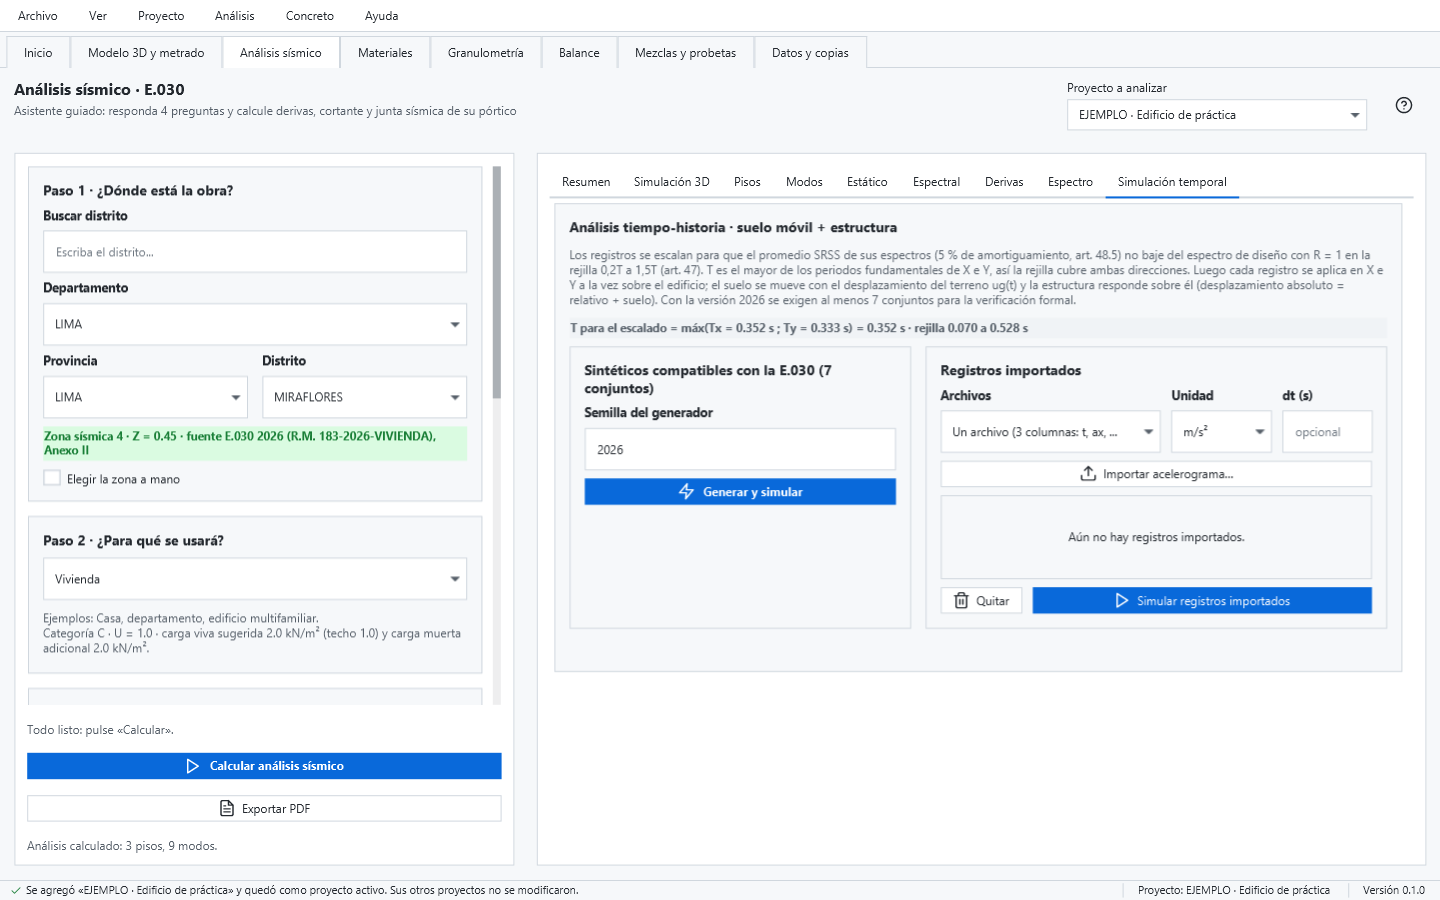 Archivo Ver Proyecto Análisis Concreto Ayuda
Inicio Modelo 3D y metrado Análisis sísmico Materiales Granulometría Balance Mezclas y probetas Datos y copias
Análisis sísmico · E.030
Asistente guiado: responda 4 preguntas y calcule derivas, cortante y junta sísmica de su pórtico
Proyecto a analizar
EJEMPLO · Edificio de práctica
Paso 1 · ¿Dónde está la obra?
Buscar distrito
Escriba el distrito...
Departamento
LIMA
Provincia Distrito
LIMA MIRAFLORES
Zona sísmica 4 · Z = 0.45 · fuente E.030 2026 (R.M. 183-2026-VIVIENDA),
Anexo II
Elegir la zona a mano
Paso 2 · ¿Para qué se usará?
Vivienda
Ejemplos: Casa, departamento, edificio multifamiliar.
Categoría C · U = 1.0 · carga viva sugerida 2.0 kN/m² (techo 1.0) y carga muerta
adicional 2.0 kN/m².
Todo listo: pulse «Calcular».
Calcular análisis sísmico
Exportar PDF
Análisis calculado: 3 pisos, 9 modos.
Resumen Simulación 3D Pisos Modos Estático Espectral Derivas Espectro Simulación temporal
Análisis tiempo-historia · suelo móvil + estructura
Los registros se escalan para que el promedio SRSS de sus espectros (5 % de amortiguamiento, art. 48.5) no baje del espectro de diseño con R = 1 en la
rejilla 0,2T a 1,5T (art. 47). T es el mayor de los periodos fundamentales de X e Y, así la rejilla cubre ambas direcciones. Luego cada registro se aplica en X e
Y a la vez sobre el edificio; el suelo se mueve con el desplazamiento del terreno ug(t) y la estructura responde sobre él (desplazamiento absoluto =
relativo + suelo). Con la versión 2026 se exigen al menos 7 conjuntos para la verificación formal.
T para el escalado = máx(Tx = 0.352 s ; Ty = 0.333 s) = 0.352 s · rejilla 0.070 a 0.528 s
Sintéticos compatibles con la E.030 (7
conjuntos)
Semilla del generador
2026
Generar y simular
Registros importados
Archivos Unidad dt (s)
Un archivo (3 columnas: t, ax, ... m/s² opcional
Importar acelerograma...
Aún no hay registros importados.
Quitar Simular registros importados
Se agregó «EJEMPLO · Edificio de práctica» y quedó como proyecto activo. Sus otros proyectos no se modificaron.
Proyecto: EJEMPLO · Edificio de práctica Versión 0.1.0